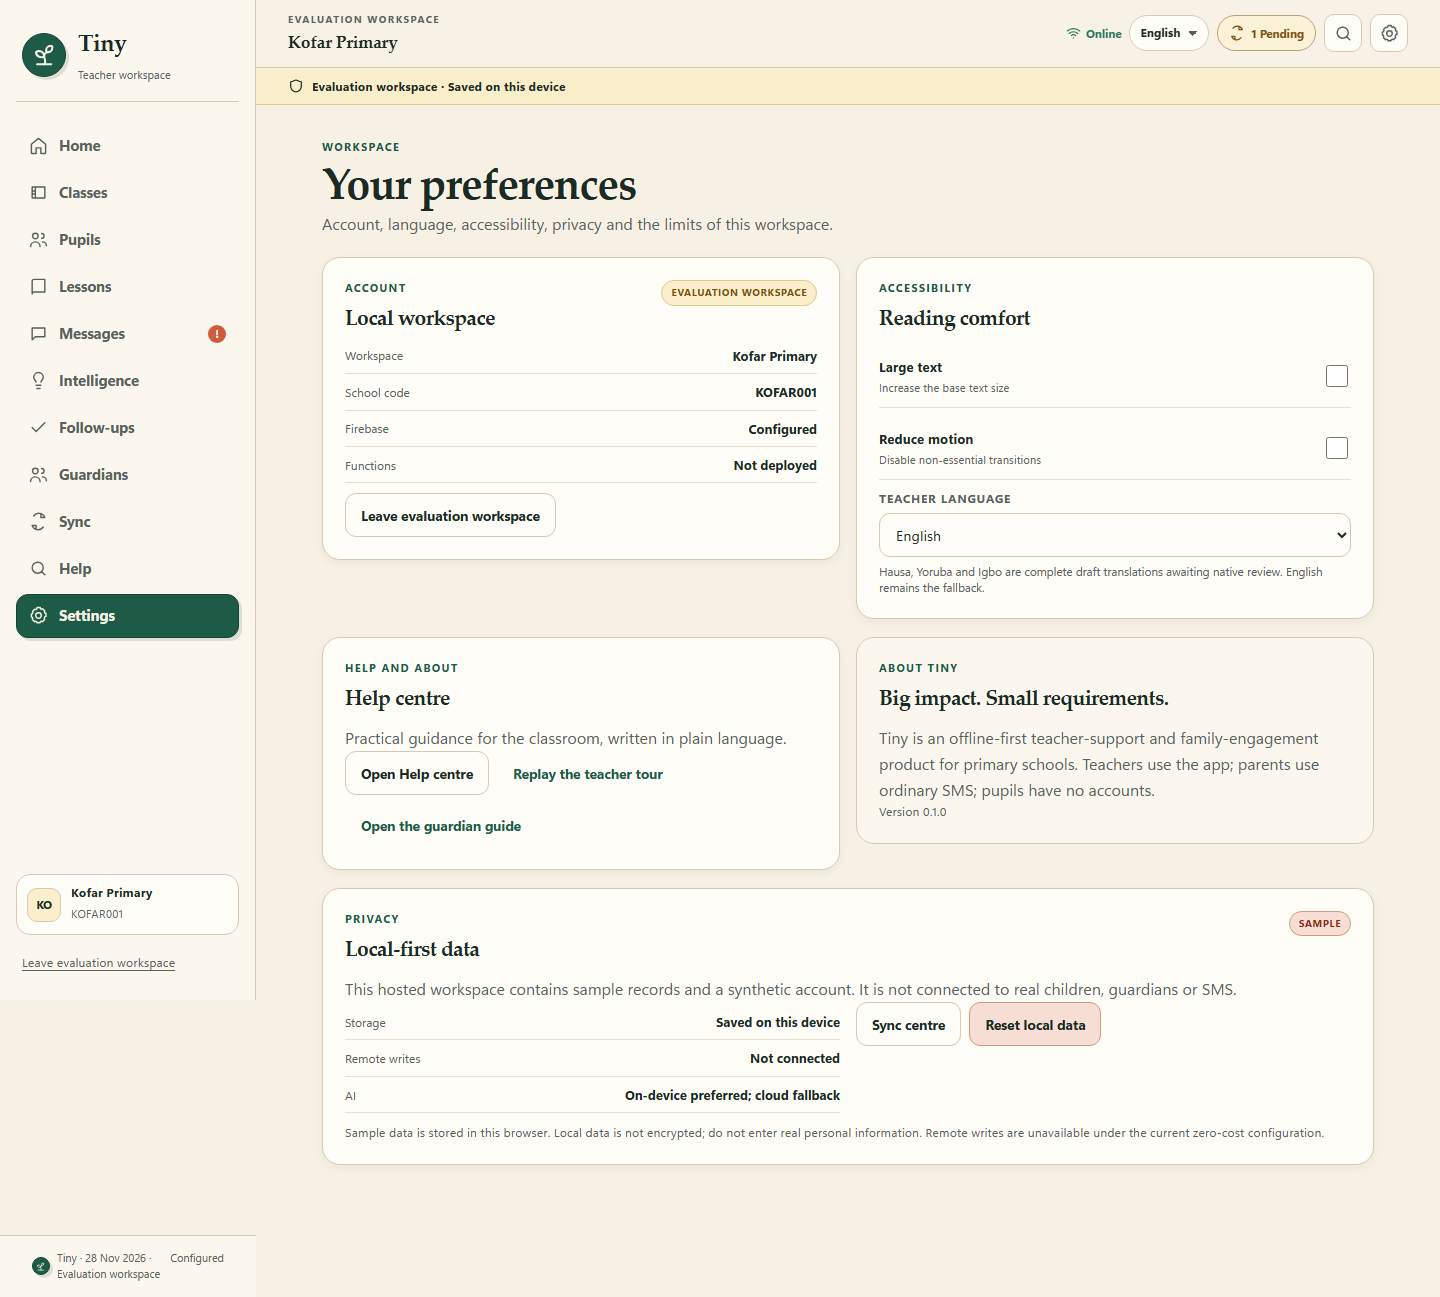 Tiny
Teacher workspace
Home
Classes
Pupils
Lessons
Messages
!
Intelligence
Follow-ups
Guardians
Sync
Help
Settings
KO
Kofar Primary
KOFAR001
Leave evaluation workspace
Tiny · 28 Nov 2026 ·
Evaluation workspace
Configured
EVALUATION WORKSPACE
Kofar Primary
Online
English
1 Pending
Evaluation workspace · Saved on this device
WORKSPACE
Your preferences
Account, language, accessibility, privacy and the limits of this workspace.
ACCOUNT
EVALUATION WORKSPACE
Local workspace
Workspace Kofar Primary
School code KOFAR001
Firebase Configured
Functions Not deployed
Leave evaluation workspace
ACCESSIBILITY
Reading comfort
Large text
Increase the base text size
Reduce motion
Disable non-essential transitions
TEACHER LANGUAGE
English
Hausa, Yoruba and Igbo are complete draft translations awaiting native review. English
remains the fallback.
HELP AND ABOUT
Help centre
Practical guidance for the classroom, written in plain language.
Open Help centre
Replay the teacher tour
Open the guardian guide
ABOUT TINY
Big impact. Small requirements.
Tiny is an offline-first teacher-support and family-engagement
product for primary schools. Teachers use the app; parents use
ordinary SMS; pupils have no accounts.
Version 0.1.0
PRIVACY
SAMPLE
Local-first data
This hosted workspace contains sample records and a synthetic account. It is not connected to real children, guardians or SMS.
Storage Saved on this device
Remote writes Not connected
AI On-device preferred; cloud fallback
Sync centre
Reset local data
Sample data is stored in this browser. Local data is not encrypted; do not enter real personal information. Remote writes are unavailable under the current zero-cost configuration.